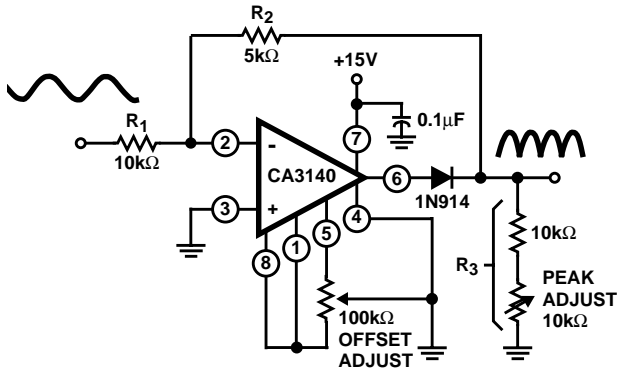 R2
5kΩ
+15V
0.1μF
R1
10kΩ
2
-
7
CA3140
6
1N914
3
+
4
5
1
8
10kΩ
R3
PEAK
ADJUST
10kΩ
100kΩ
OFFSET
ADJUST